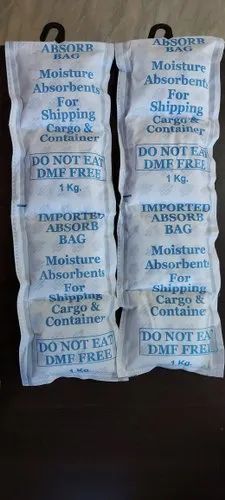 ABSORB
BAG
Moisture
Absorbents
For
Shipping
Cargo &
Container
DO NOT EAT
DMF FREE
1 Kg.
IMPORTED
ABSORB
BAG
Moisture
Absorbents
For
Shipping
Cargo &
Container
DO NOT EAT
DMF FREE
1 Kg.
ABSORB
BAG
Moisture
Absorbents
For
Shipping
Cargo &
Container
DO NOT EAT
DMF FREE
1 Kg.
IMPORTED
ABSORB
BAG
Moisture
Absorbents
For
Shipping
Cargo &
Container
DO NOT EAT
DMF FREE
1 Kg.